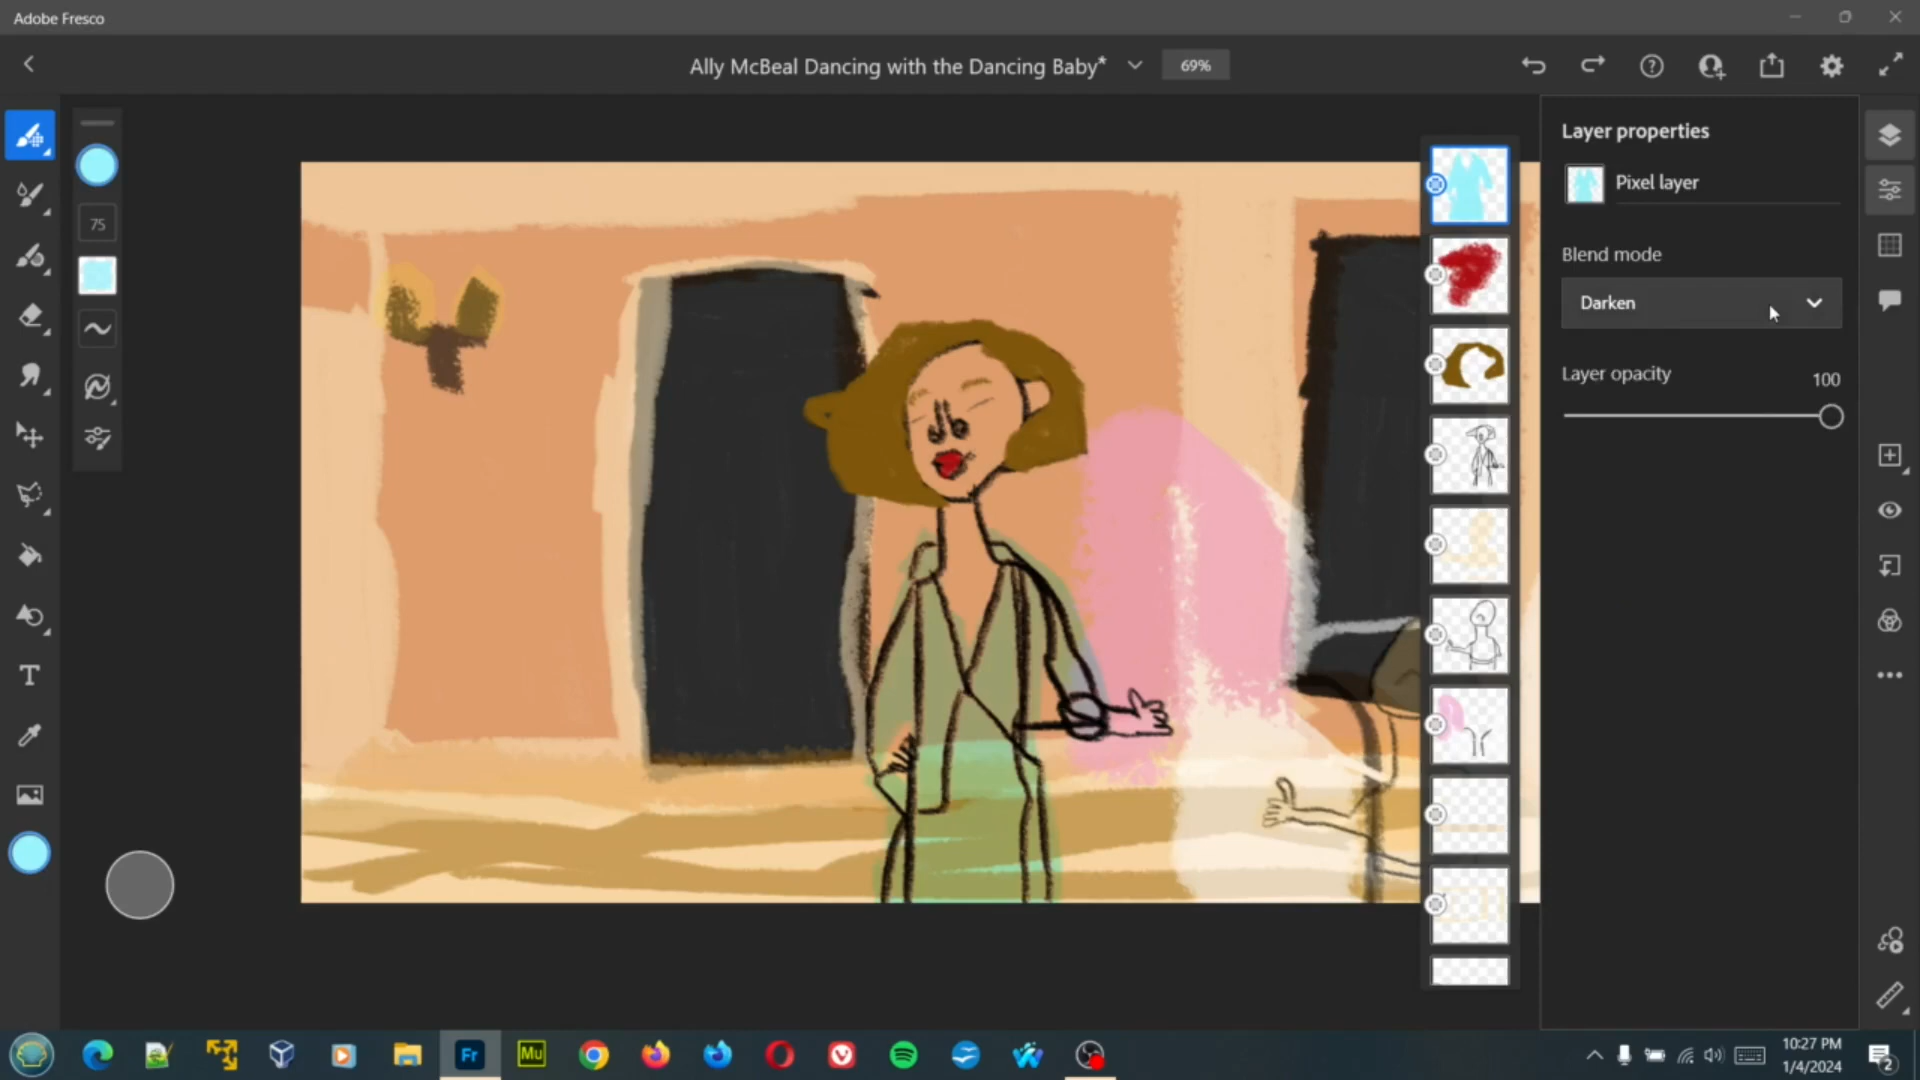 Adobe Fresco
Ally McBeal Dancing with the Dancing Baby*
69%
Layer properties
Pixel layer
75
Blend mode
Darken
Layer opacity
100
T
Fr
Mu
10:27 PM
1/4/2024
2